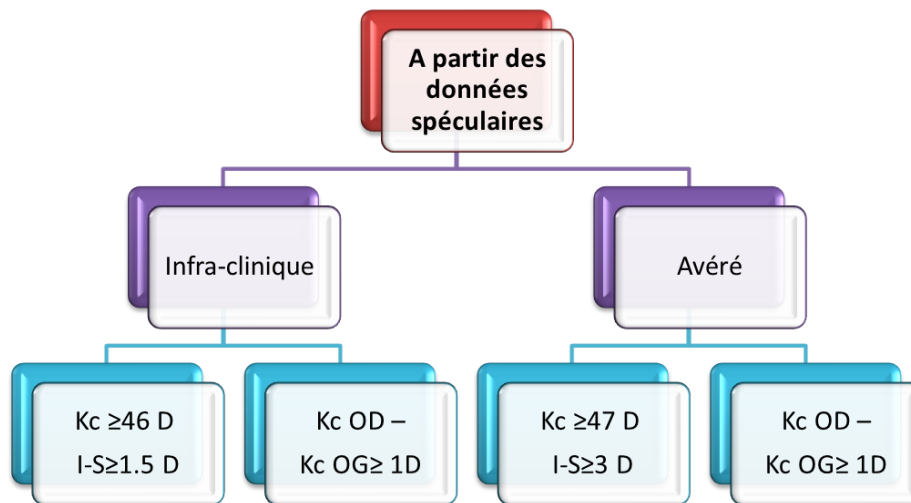 A partir des
données
spéculaires
Infra-clinique
Avéré
Kc ≥46 D
I-S≥1.5 D
Kc OD –
Kc OG≥ 1D
Kc ≥47 D
I-S≥3 D
Kc OD –
Kc OG≥ 1D